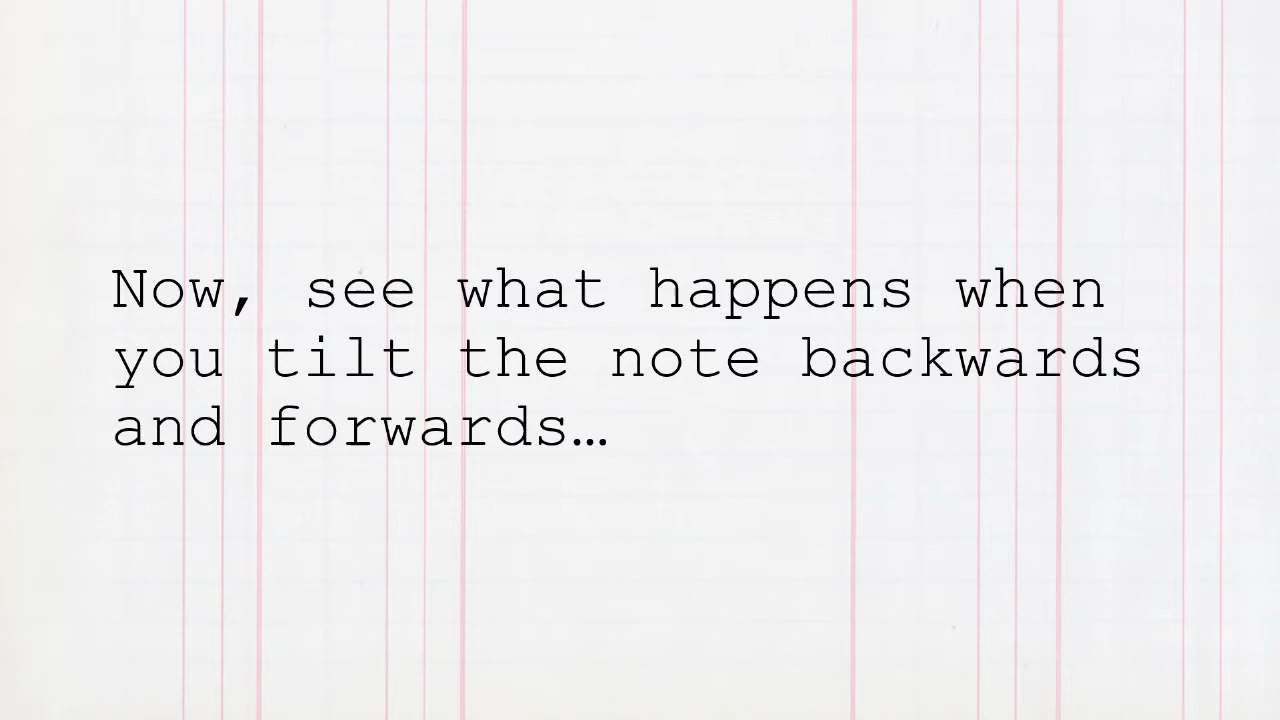 Now, see what happens when
you tilt the note backwards
and forwards…